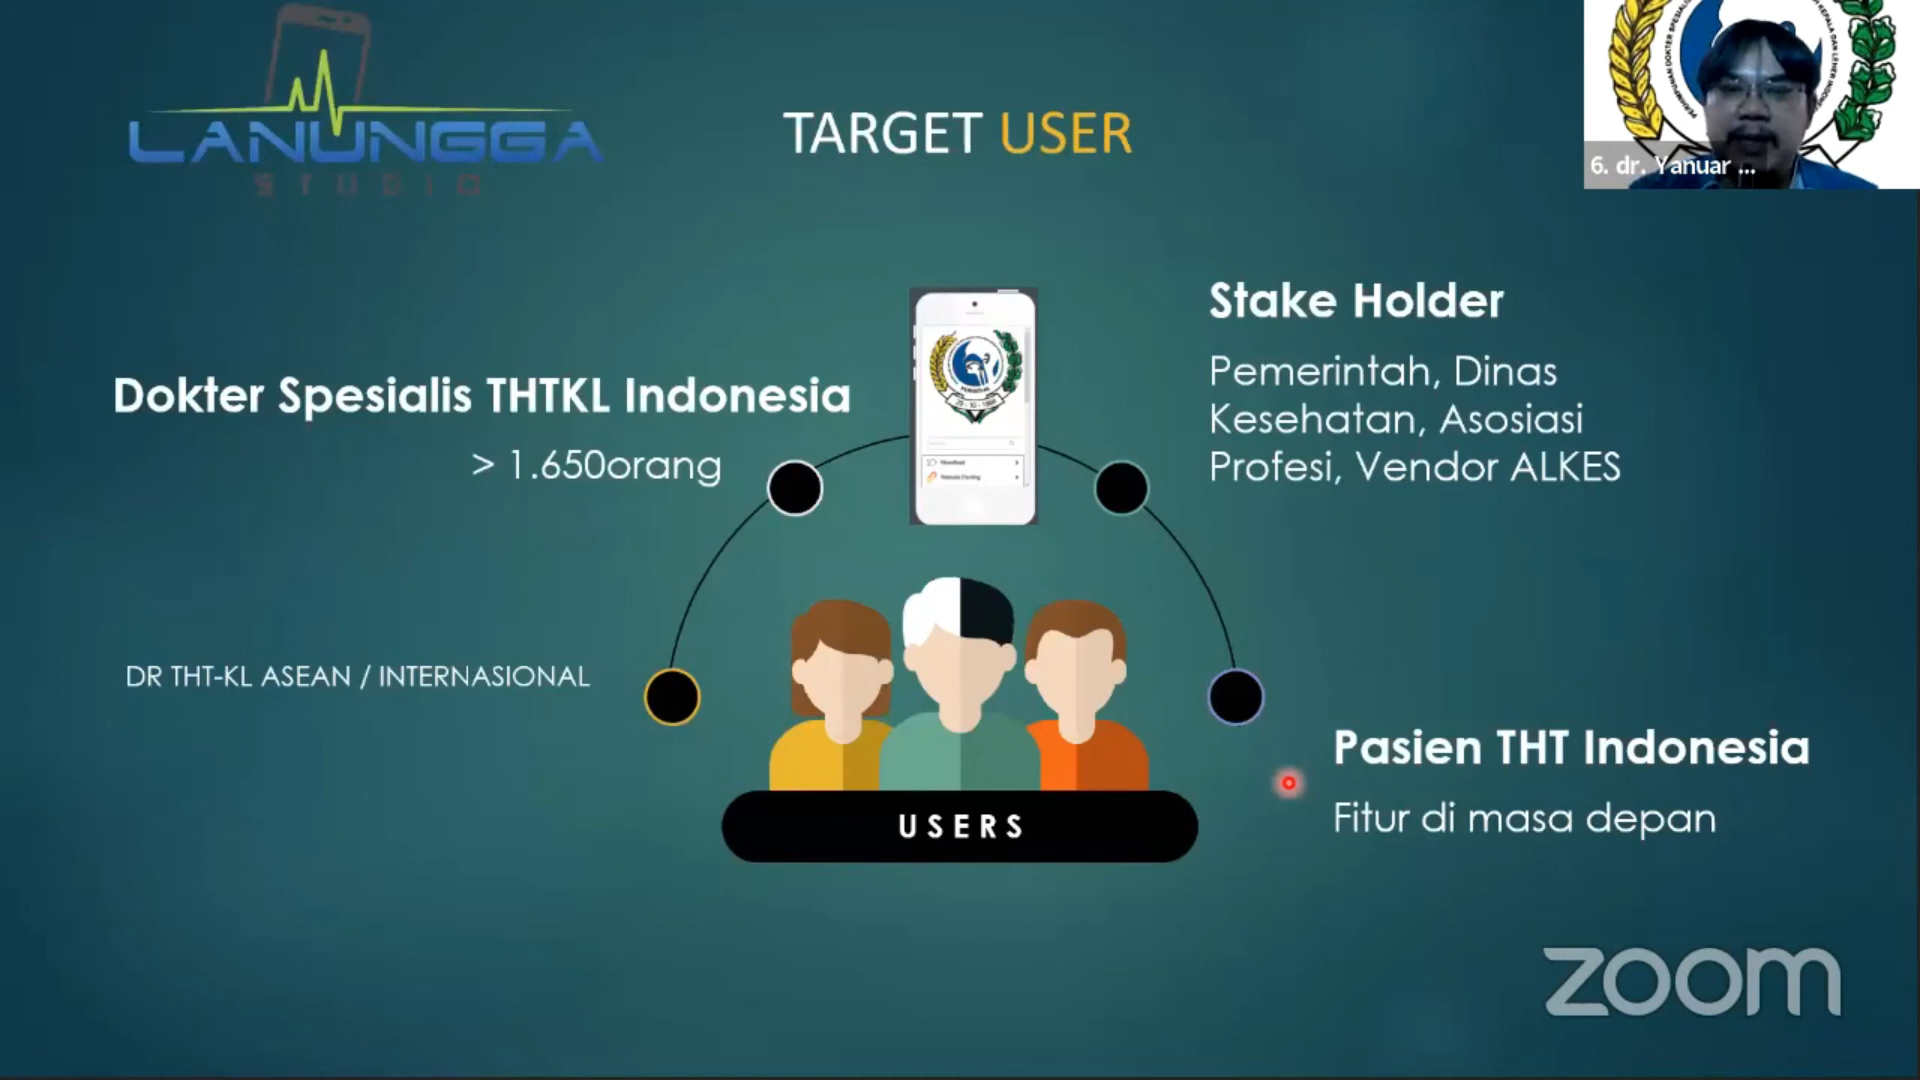 LANUNGGA
STUDIO
TARGET USER
6. dr. Yanuar ...
Dokter Spesialis THTKL Indonesia
> 1.650orang
Stake Holder
Pemerintah, Dinas
Kesehatan, Asosiasi
Profesi, Vendor ALKES
DR THT-KL ASEAN / INTERNASIONAL
Pasien THT Indonesia
Fitur di masa depan
USERS
zoom